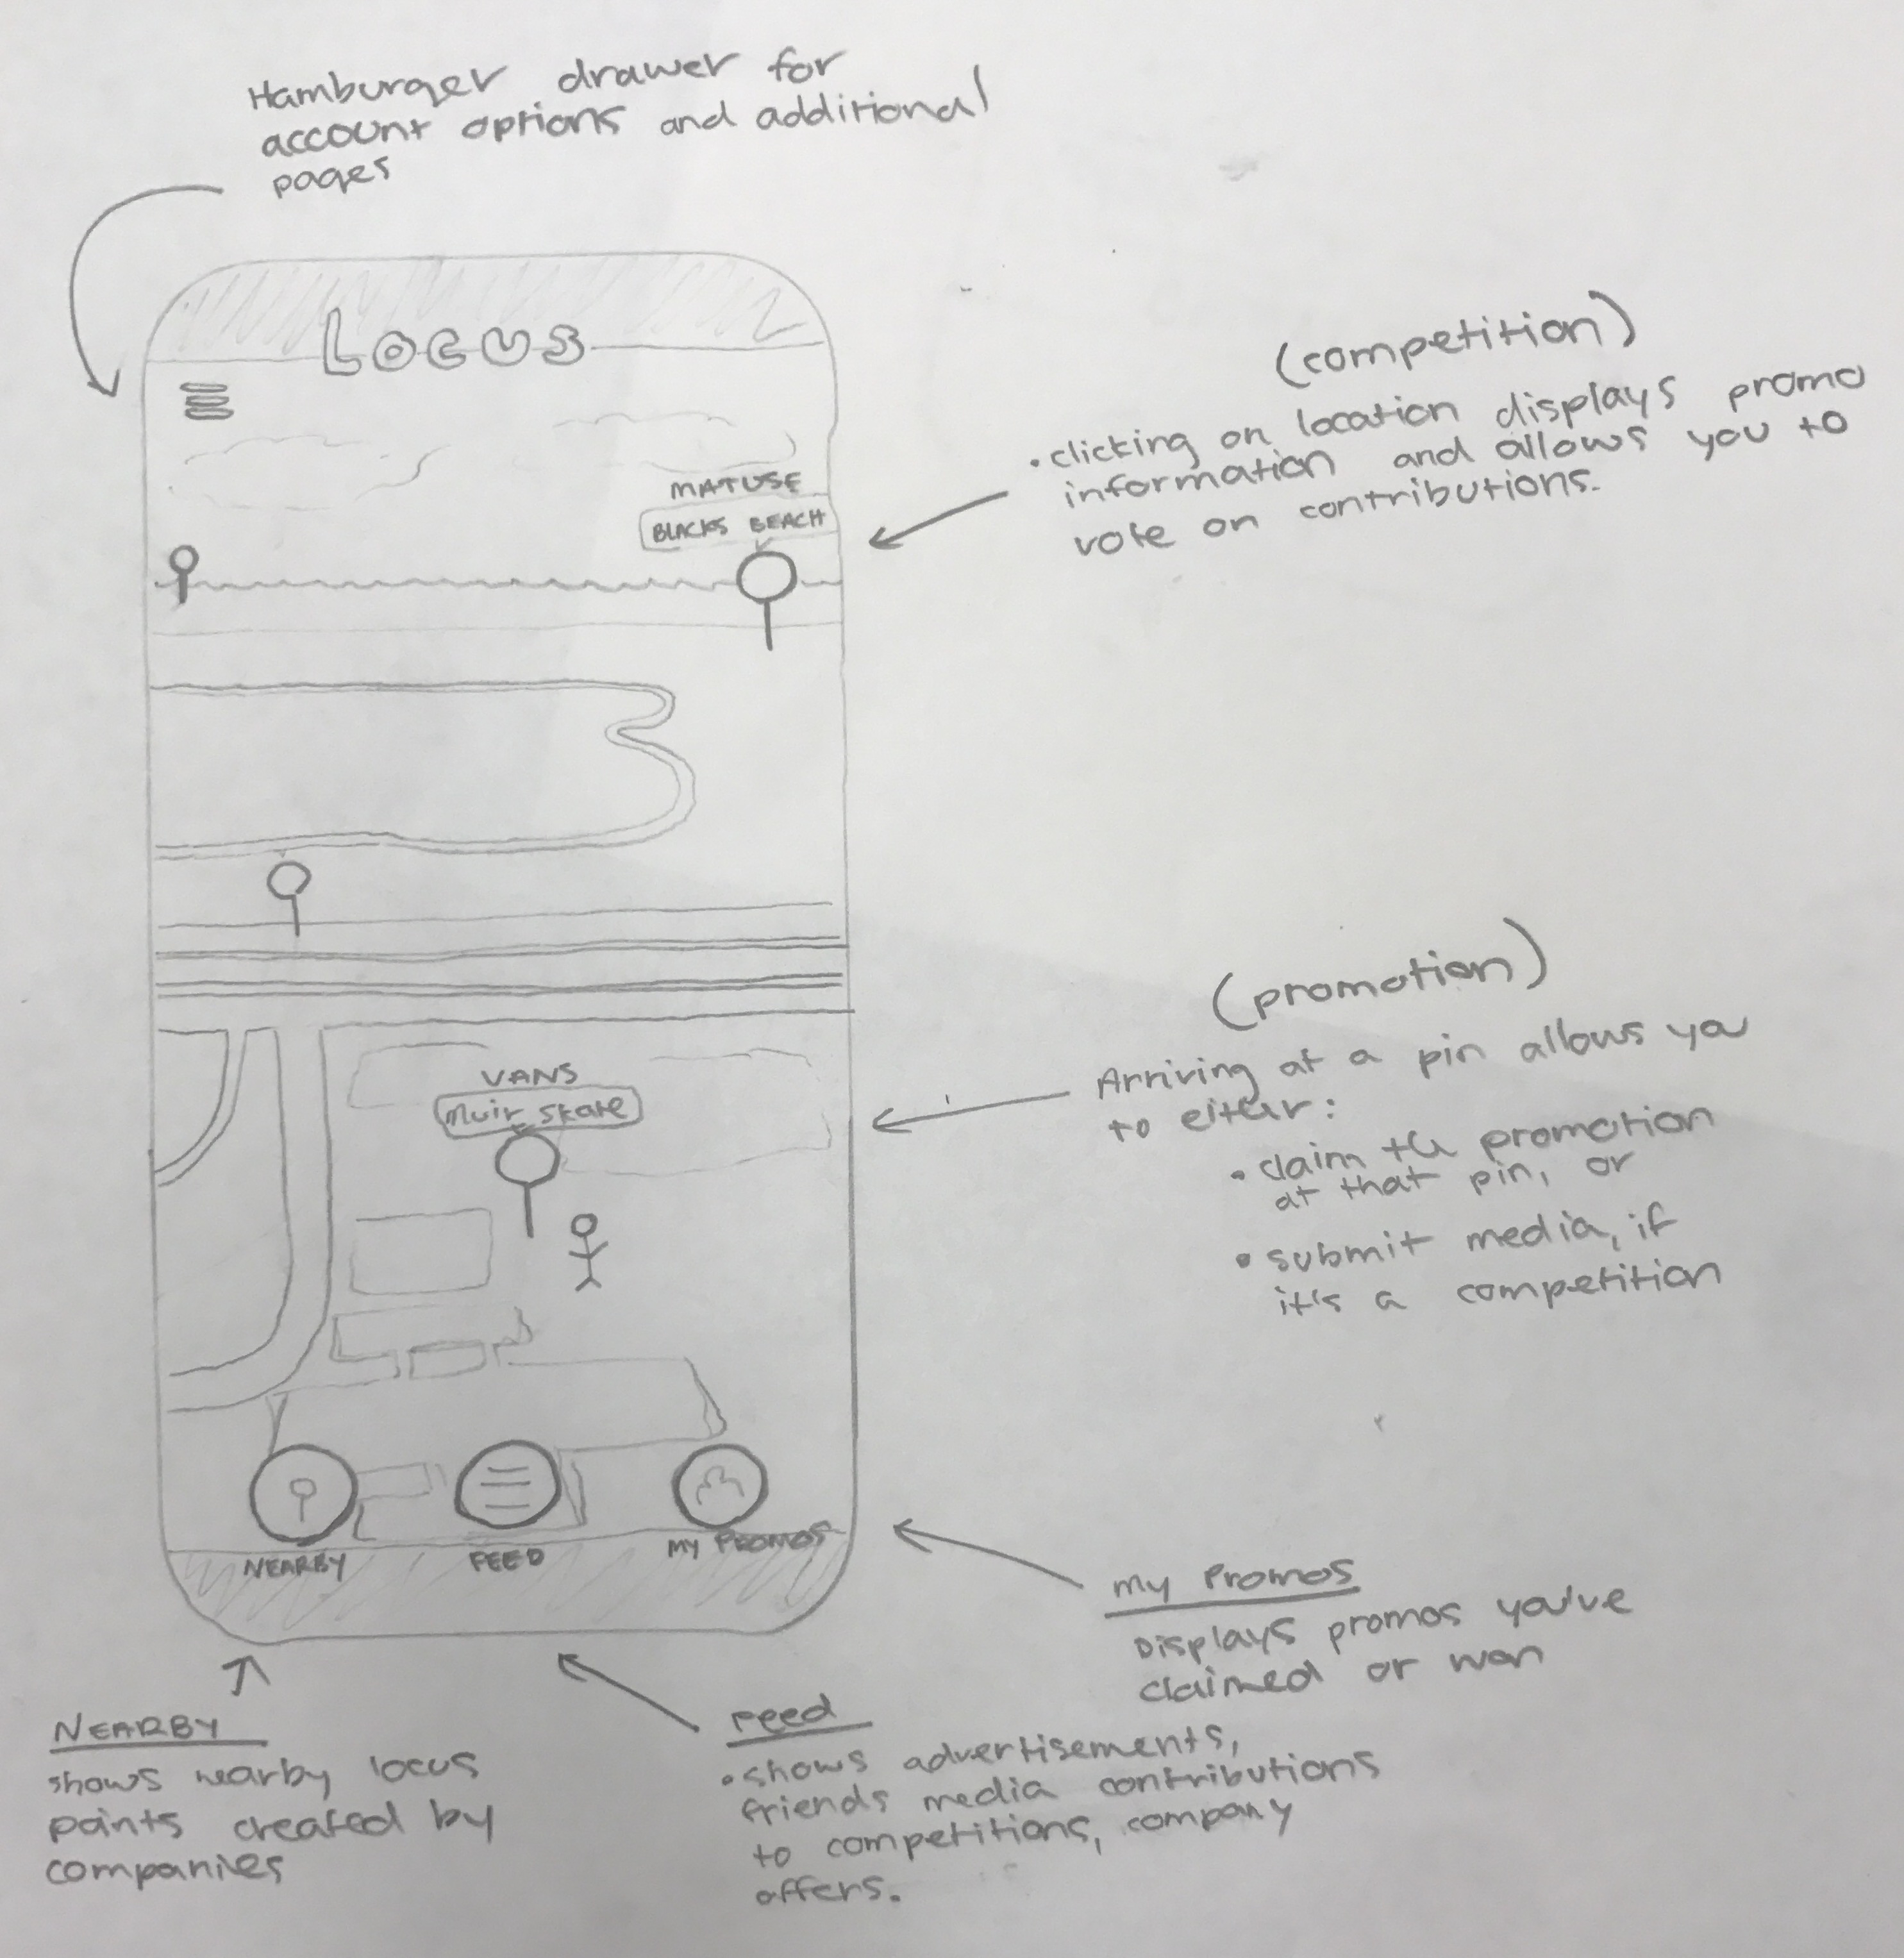 Hamburger drawer for
account options and additional
pages
LOCUS
MATUSE
BLACKS BEACH
(competition)
• clicking on location displays promo
information and allows you to
vote on contributions.
VANS
Muir Skate
(promotion)
Arriving at a pin allows you
to either:
• claim the promotion
at that pin, or
• submit media, if
it's a competition
NEARBY
FEED
MY PROMOS
My Promos
Displays promos you've
claimed or won
NEARBY
shows nearby locus
points created by
companies
Feed
• shows advertisements,
friends media contributions
to competitions, company
offers.